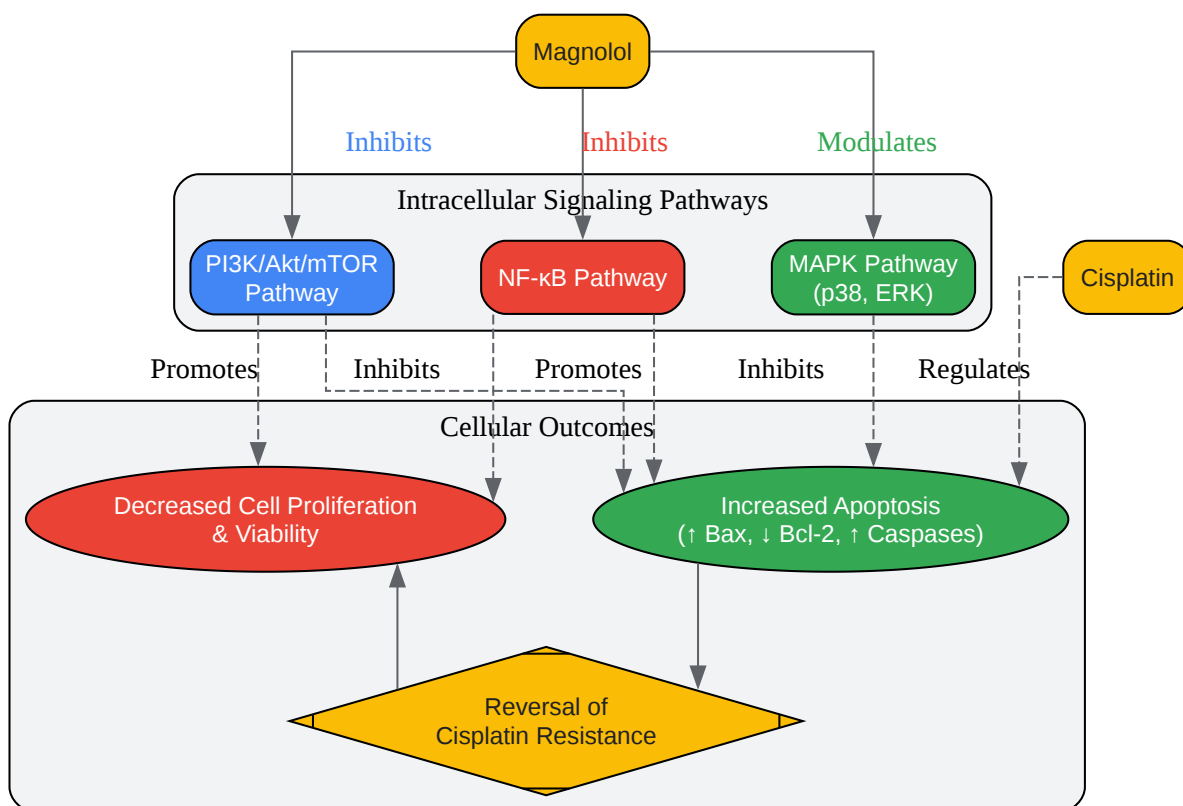 Magnolol
Inhibits
Inhibits
Modulates
Intracellular Signaling Pathways
PI3K/Akt/mTOR
Pathway
NF-κB Pathway
MAPK Pathway
(p38, ERK)
Cisplatin
Promotes
Inhibits
Promotes
Inhibits
Regulates
Cellular Outcomes
Decreased Cell Proliferation
& Viability
Increased Apoptosis
(↑ Bax, ↓ Bcl-2, ↑ Caspases)
Reversal of
Cisplatin Resistance